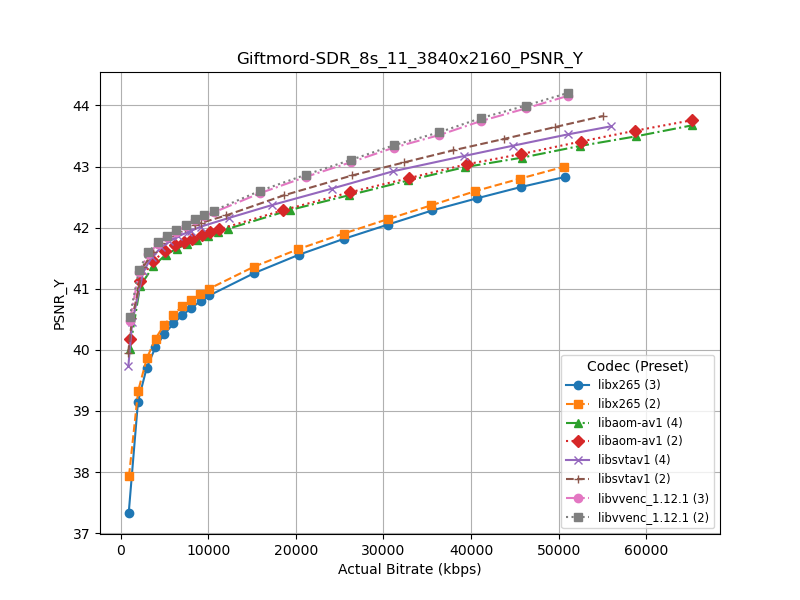 Giftmord-SDR_8s_11_3840x2160_PSNR_Y
44
43
42
41
40
39
38
37
PSNR_Y
0 10000 20000 30000 40000 50000 60000
Actual Bitrate (kbps)
Codec (Preset)
libx265 (3)
libx265 (2)
libaom-av1 (4)
libaom-av1 (2)
libsvtav1 (4)
libsvtav1 (2)
libvvenc_1.12.1 (3)
libvvenc_1.12.1 (2)